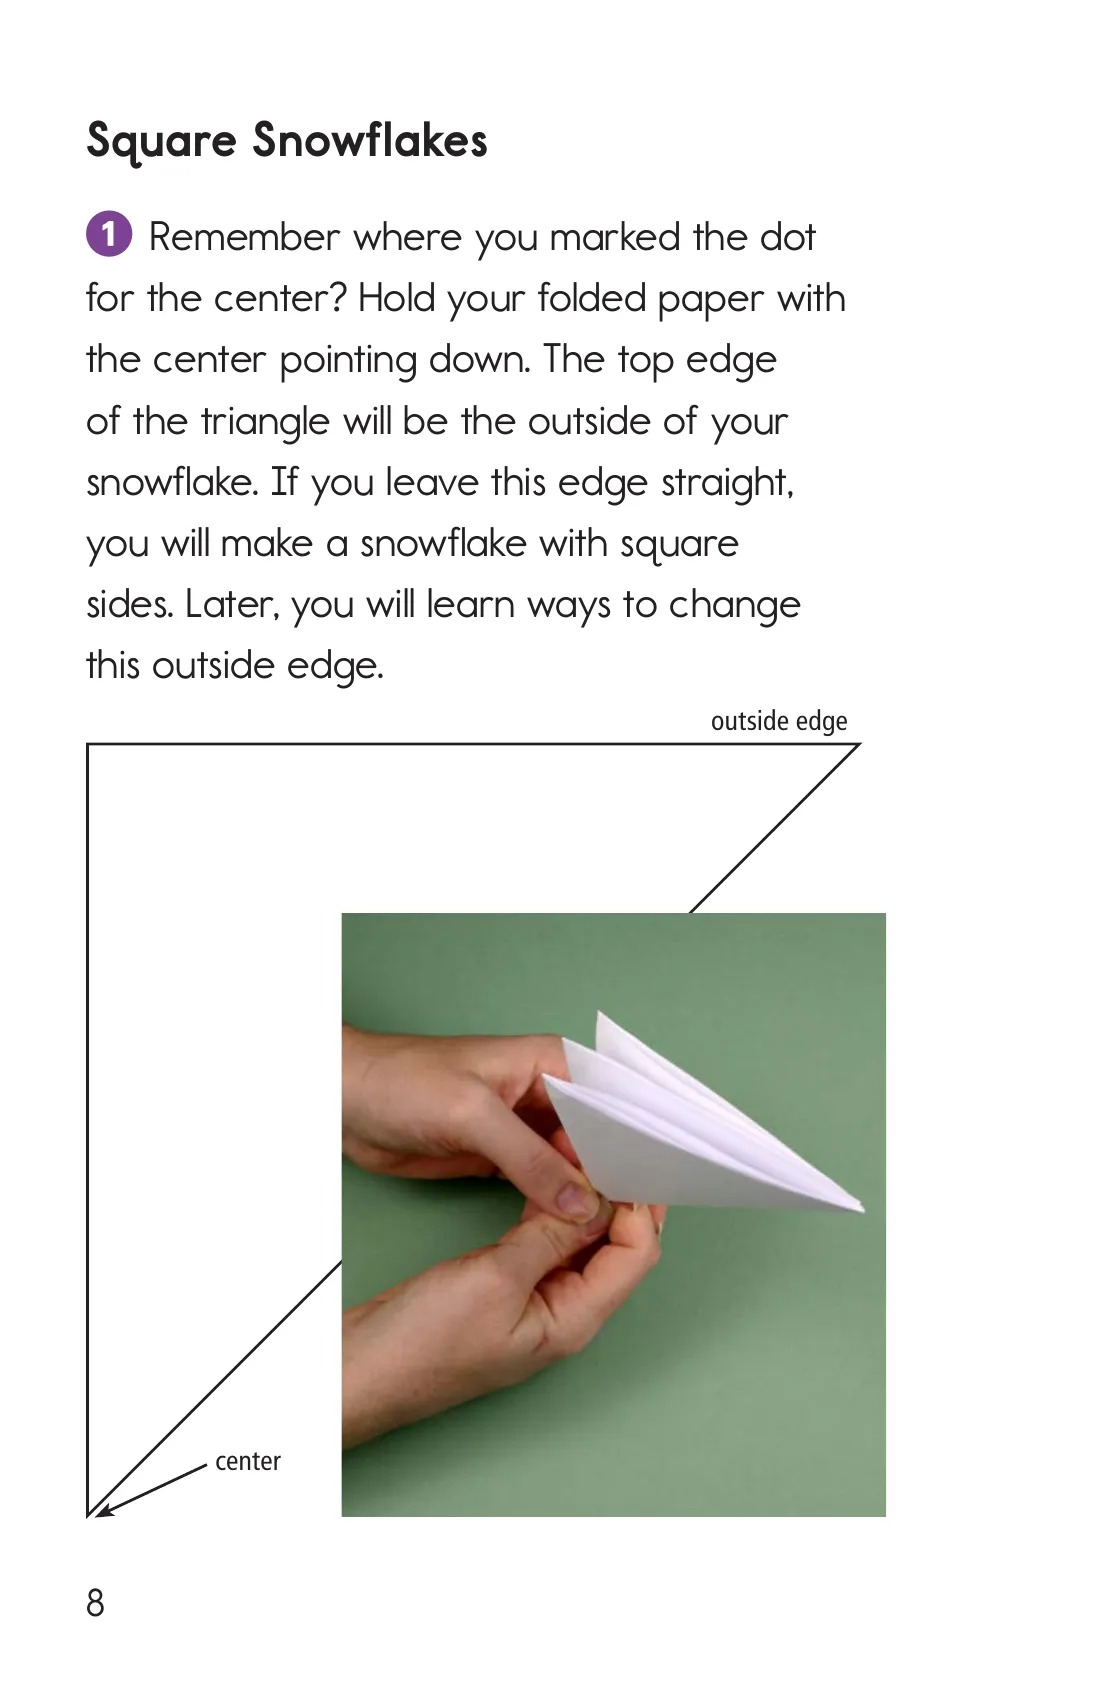 Square Snowflakes
1 Remember where you marked the dot
for the center? Hold your folded paper with
the center pointing down. The top edge
of the triangle will be the outside of your
snowflake. If you leave this edge straight,
you will make a snowflake with square
sides. Later, you will learn ways to change
this outside edge.
outside edge
center
8